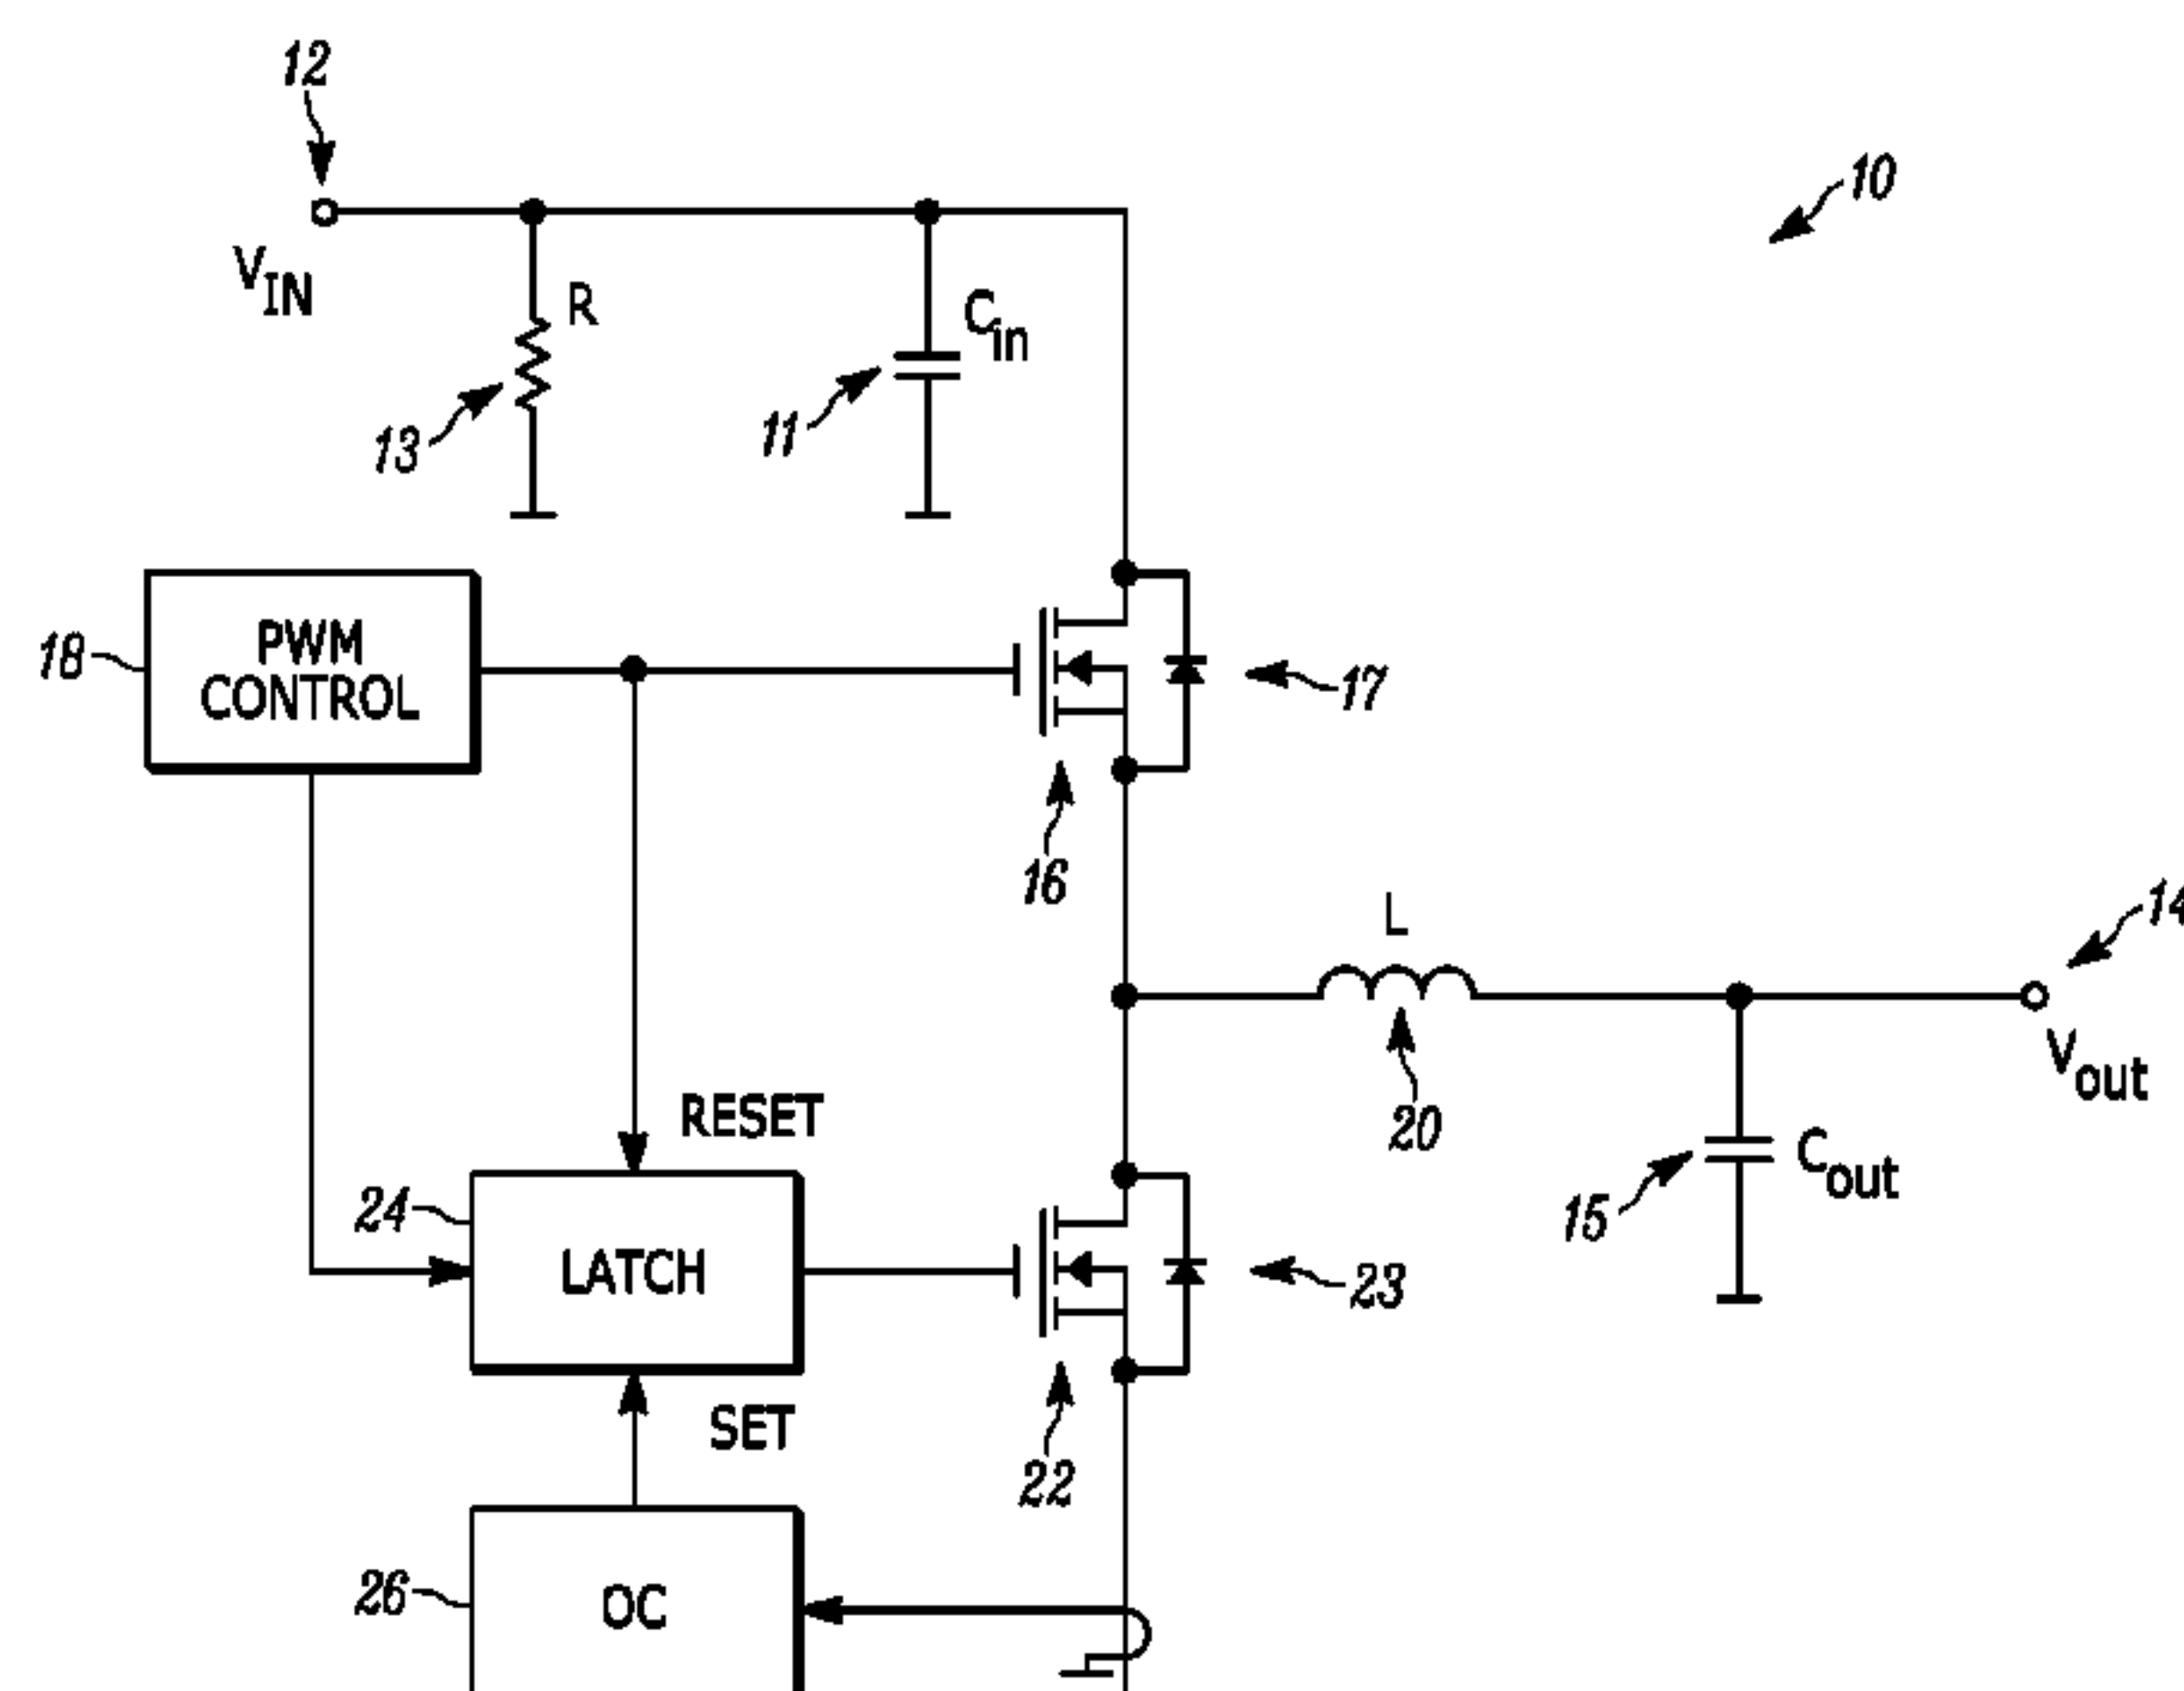 12
10
V_IN
R
C_in
13
11
PWM
CONTROL
18
17
16
L
14
V_out
20
RESET
C_out
15
24
LATCH
23
SET
22
26
OC